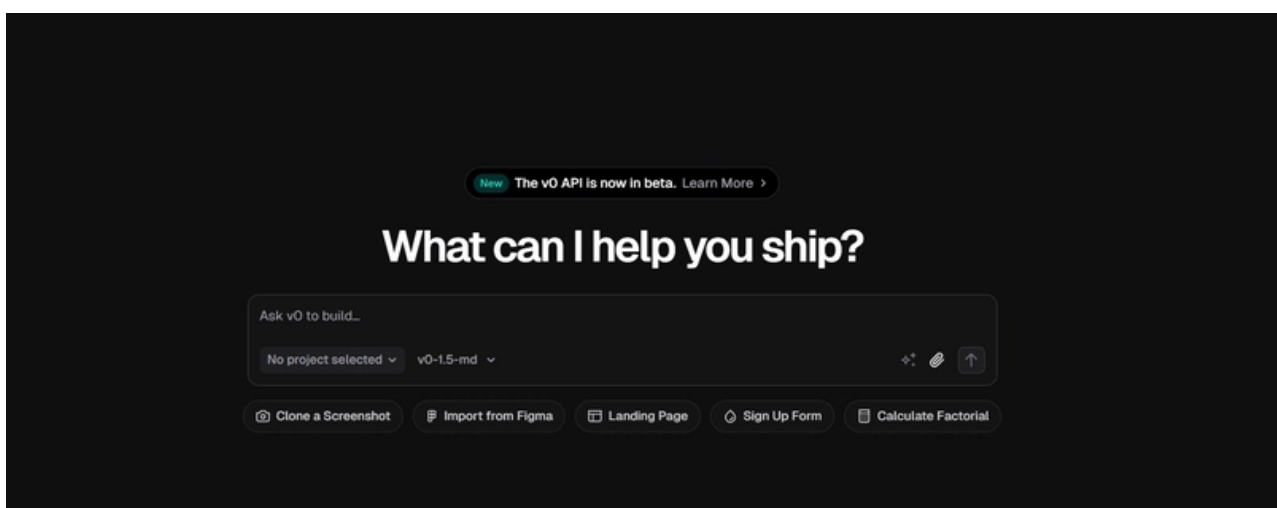 New The v0 API is now in beta. Learn More
What can I help you ship?
Ask v0 to build...
No project selected v0-1.5-md
Clone a Screenshot Import from Figma Landing Page Sign Up Form Calculate Factorial